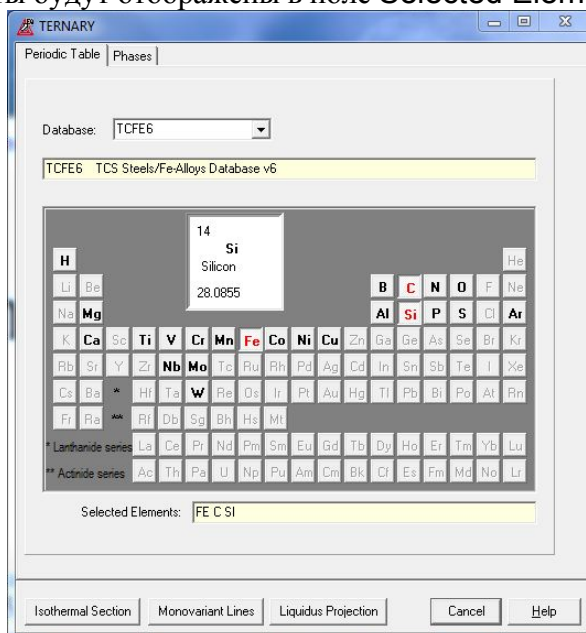 ты будут отображены в поле Selected Elem
TERNARY
Periodic Table Phases
Database: TCFE6
TCFE6 TCS Steels/Fe-Alloys Database v6
14
Si
Silicon
28.0855
H He
Li Be B C N O F Ne
Na Mg Al Si P S Cl Ar
K Ca Sc Ti V Cr Mn Fe Co Ni Cu Zn Ga Ge As Se Br Kr
Rb Sr Y Zr Nb Mo Tc Ru Rh Pd Ag Cd In Sn Sb Te I Xe
Cs Ba * Hf Ta W Re Os Ir Pt Au Hg Tl Pb Bi Po At Rn
Fr Ra ** Rf Db Sg Bh Hs Mt
* Lanthanide series La Ce Pr Nd Pm Sm Eu Gd Tb Dy Ho Er Tm Yb Lu
** Actinide series Ac Th Pa U Np Pu Am Cm Bk Cf Es Fm Md No Lr
Selected Elements: FE C SI
Isothermal Section Monovariant Lines Liquidus Projection Cancel Help